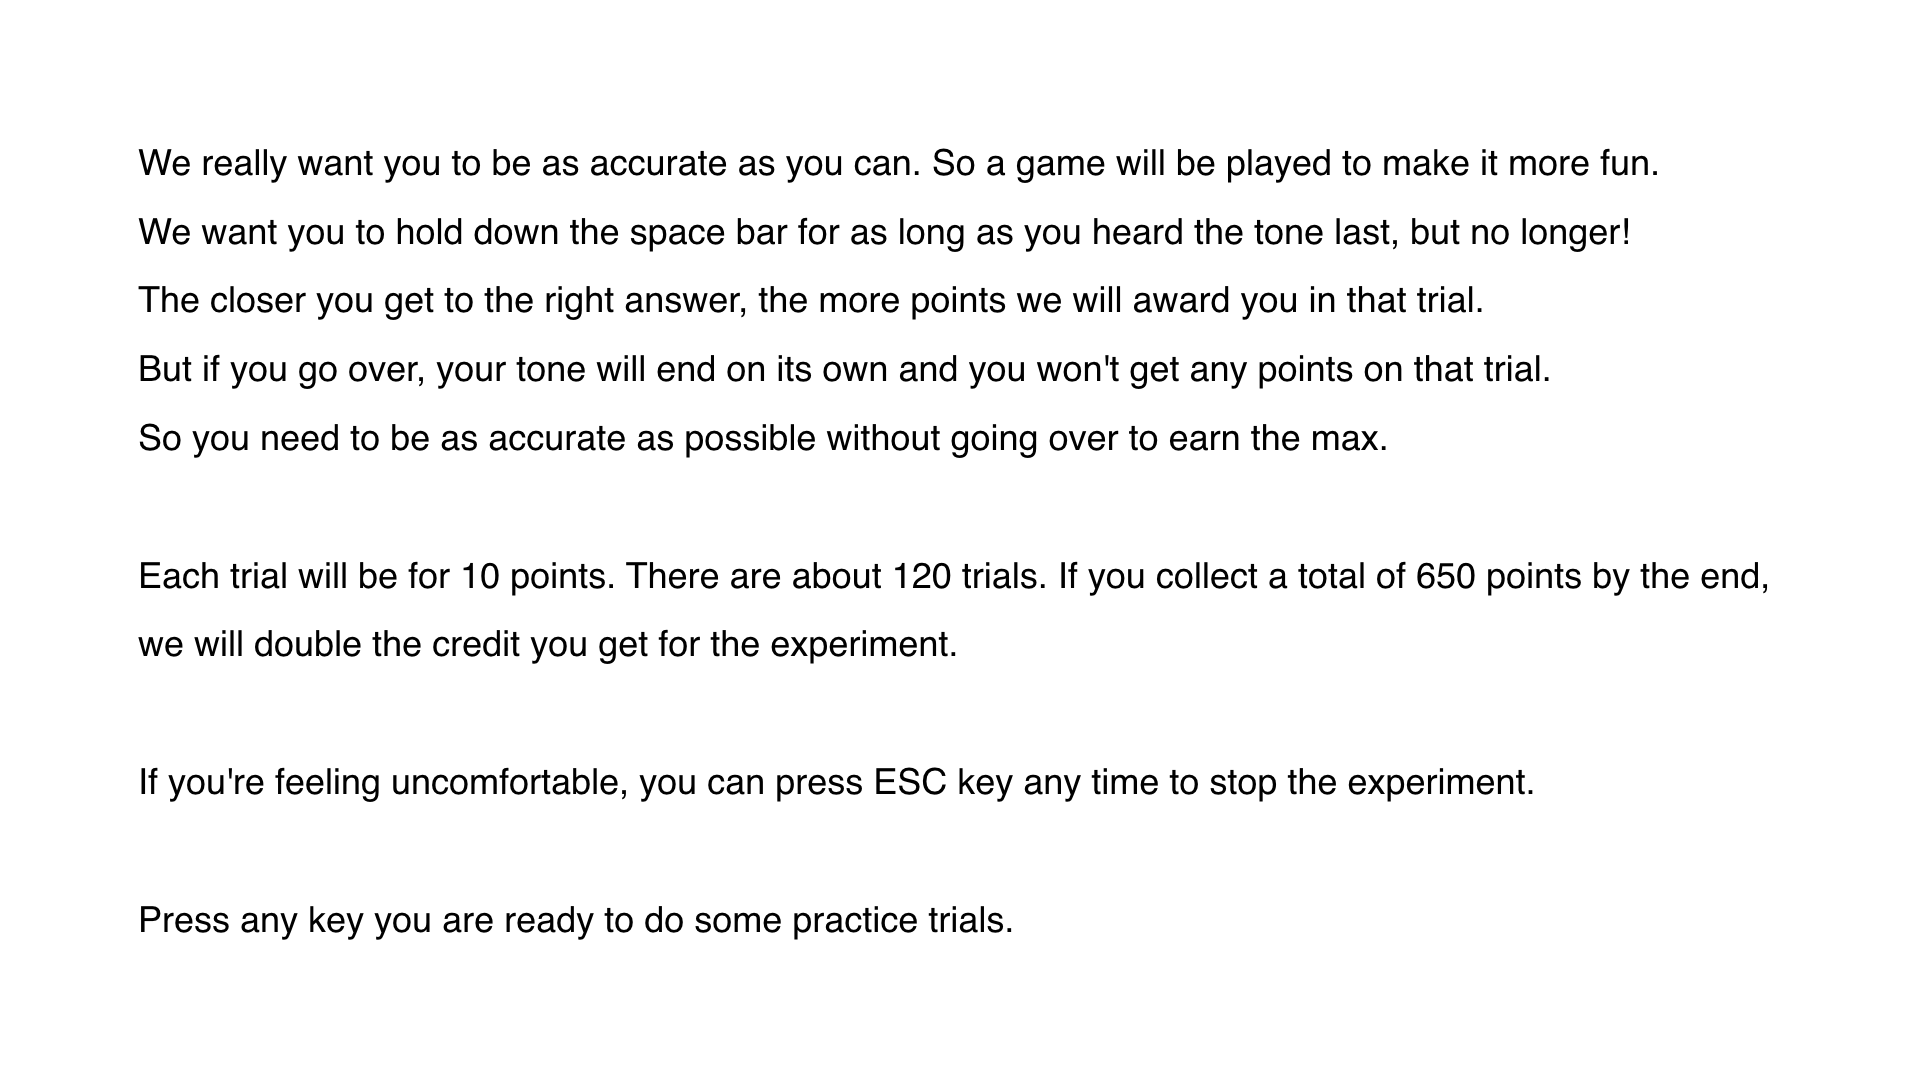 We really want you to be as accurate as you can. So a game will be played to make it more fun.
We want you to hold down the space bar for as long as you heard the tone last, but no longer!
The closer you get to the right answer, the more points we will award you in that trial.
But if you go over, your tone will end on its own and you won't get any points on that trial.
So you need to be as accurate as possible without going over to earn the max.
Each trial will be for 10 points. There are about 120 trials. If you collect a total of 650 points by the end,
we will double the credit you get for the experiment.
If you're feeling uncomfortable, you can press ESC key any time to stop the experiment.
Press any key you are ready to do some practice trials.